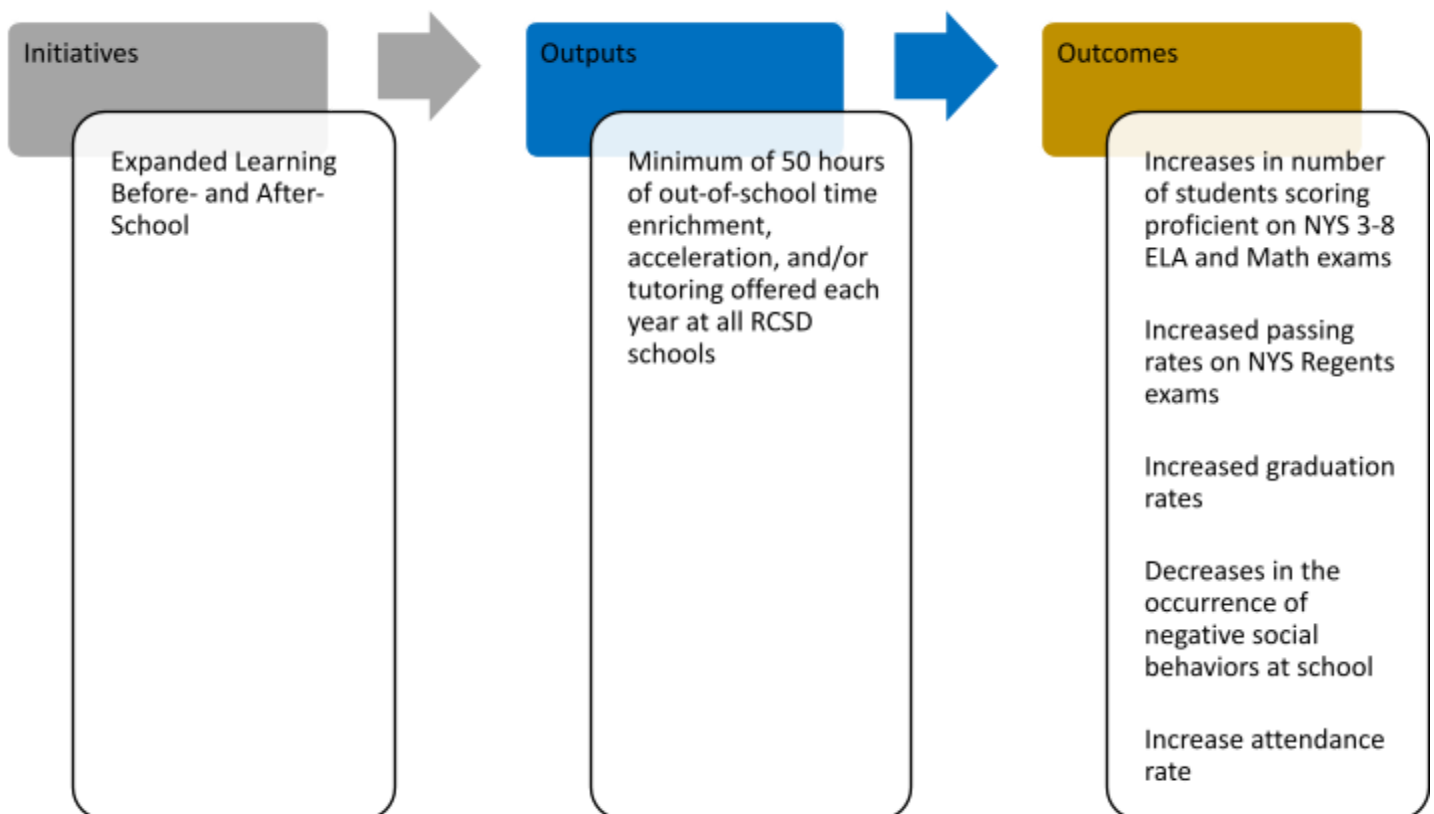 Initiatives
Expanded Learning
Before- and After-
School
Outputs
Minimum of 50 hours
of out-of-school time
enrichment,
acceleration, and/or
tutoring offered each
year at all RCSD
schools
Outcomes
Increases in number
of students scoring
proficient on NYS 3-8
ELA and Math exams
Increased passing
rates on NYS Regents
exams
Increased graduation
rates
Decreases in the
occurrence of
negative social
behaviors at school
Increase attendance
rate